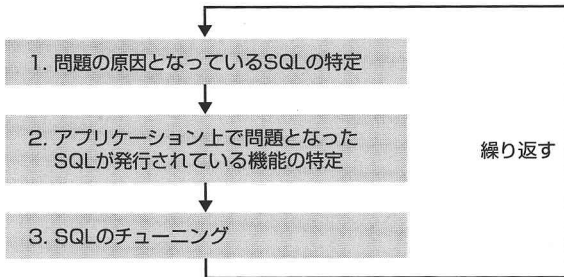 1. 問題の原因となっているSQLの特定
2. アプリケーション上で問題となった
SQLが発行されている機能の特定
繰り返す
3. SQLのチューニング